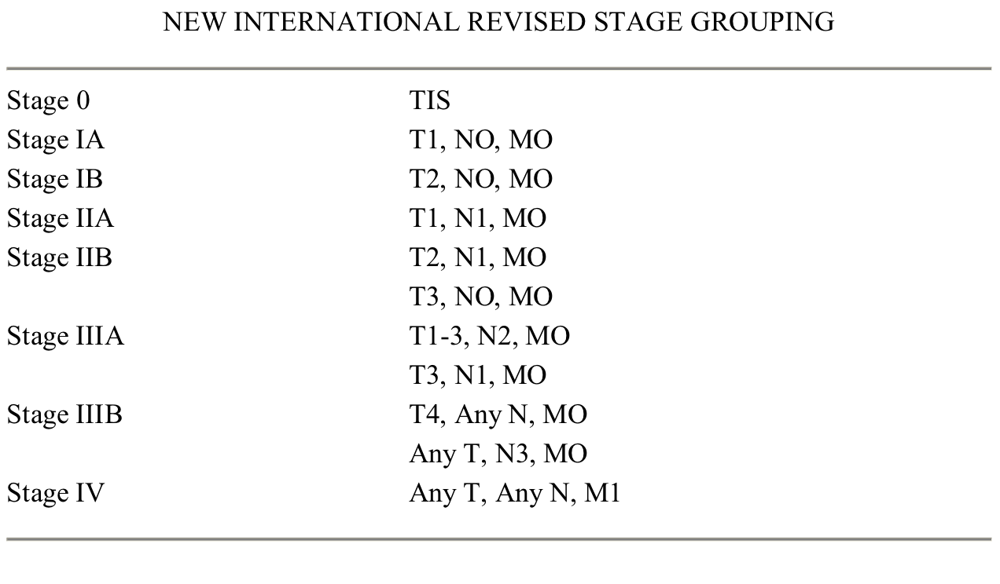 NEW INTERNATIONAL REVISED STAGE GROUPING
Stage 0 TIS
Stage IA T1, NO, MO
Stage IB T2, NO, MO
Stage IIA T1, N1, MO
Stage IIB T2, N1, MO
T3, NO, MO
Stage IIIA T1-3, N2, MO
T3, N1, MO
Stage IIIB T4, Any N, MO
Any T, N3, MO
Stage IV Any T, Any N, M1